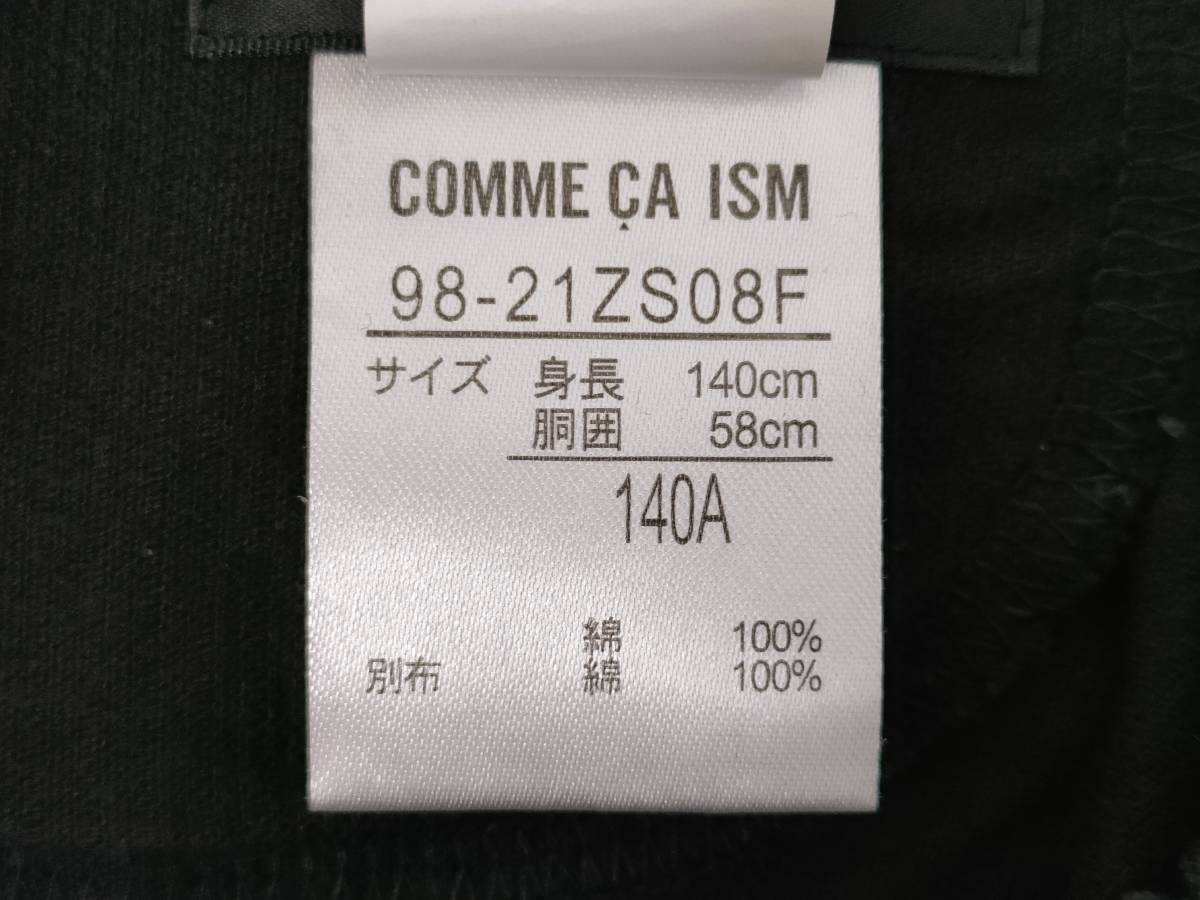 COMME ÇA ISM
98-21ZS08F
サイズ 身長 140cm
胴囲 58cm
140A
綿 100%
別布 綿 100%